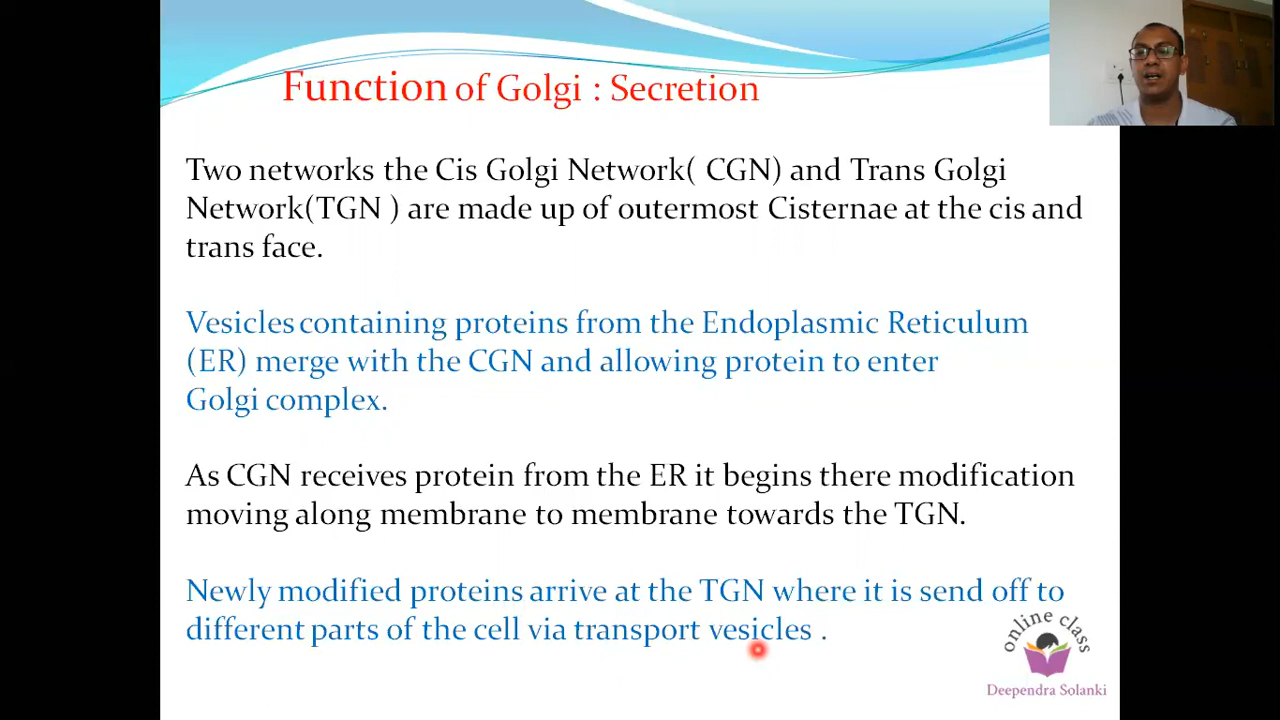 Function of Golgi : Secretion
Two networks the Cis Golgi Network( CGN) and Trans Golgi
Network(TGN ) are made up of outermost Cisternae at the cis and
trans face.
Vesicles containing proteins from the Endoplasmic Reticulum
(ER) merge with the CGN and allowing protein to enter
Golgi complex.
As CGN receives protein from the ER it begins there modification
moving along membrane to membrane towards the TGN.
Newly modified proteins arrive at the TGN where it is send off to
different parts of the cell via transport vesicles .
online class
Deependra Solanki